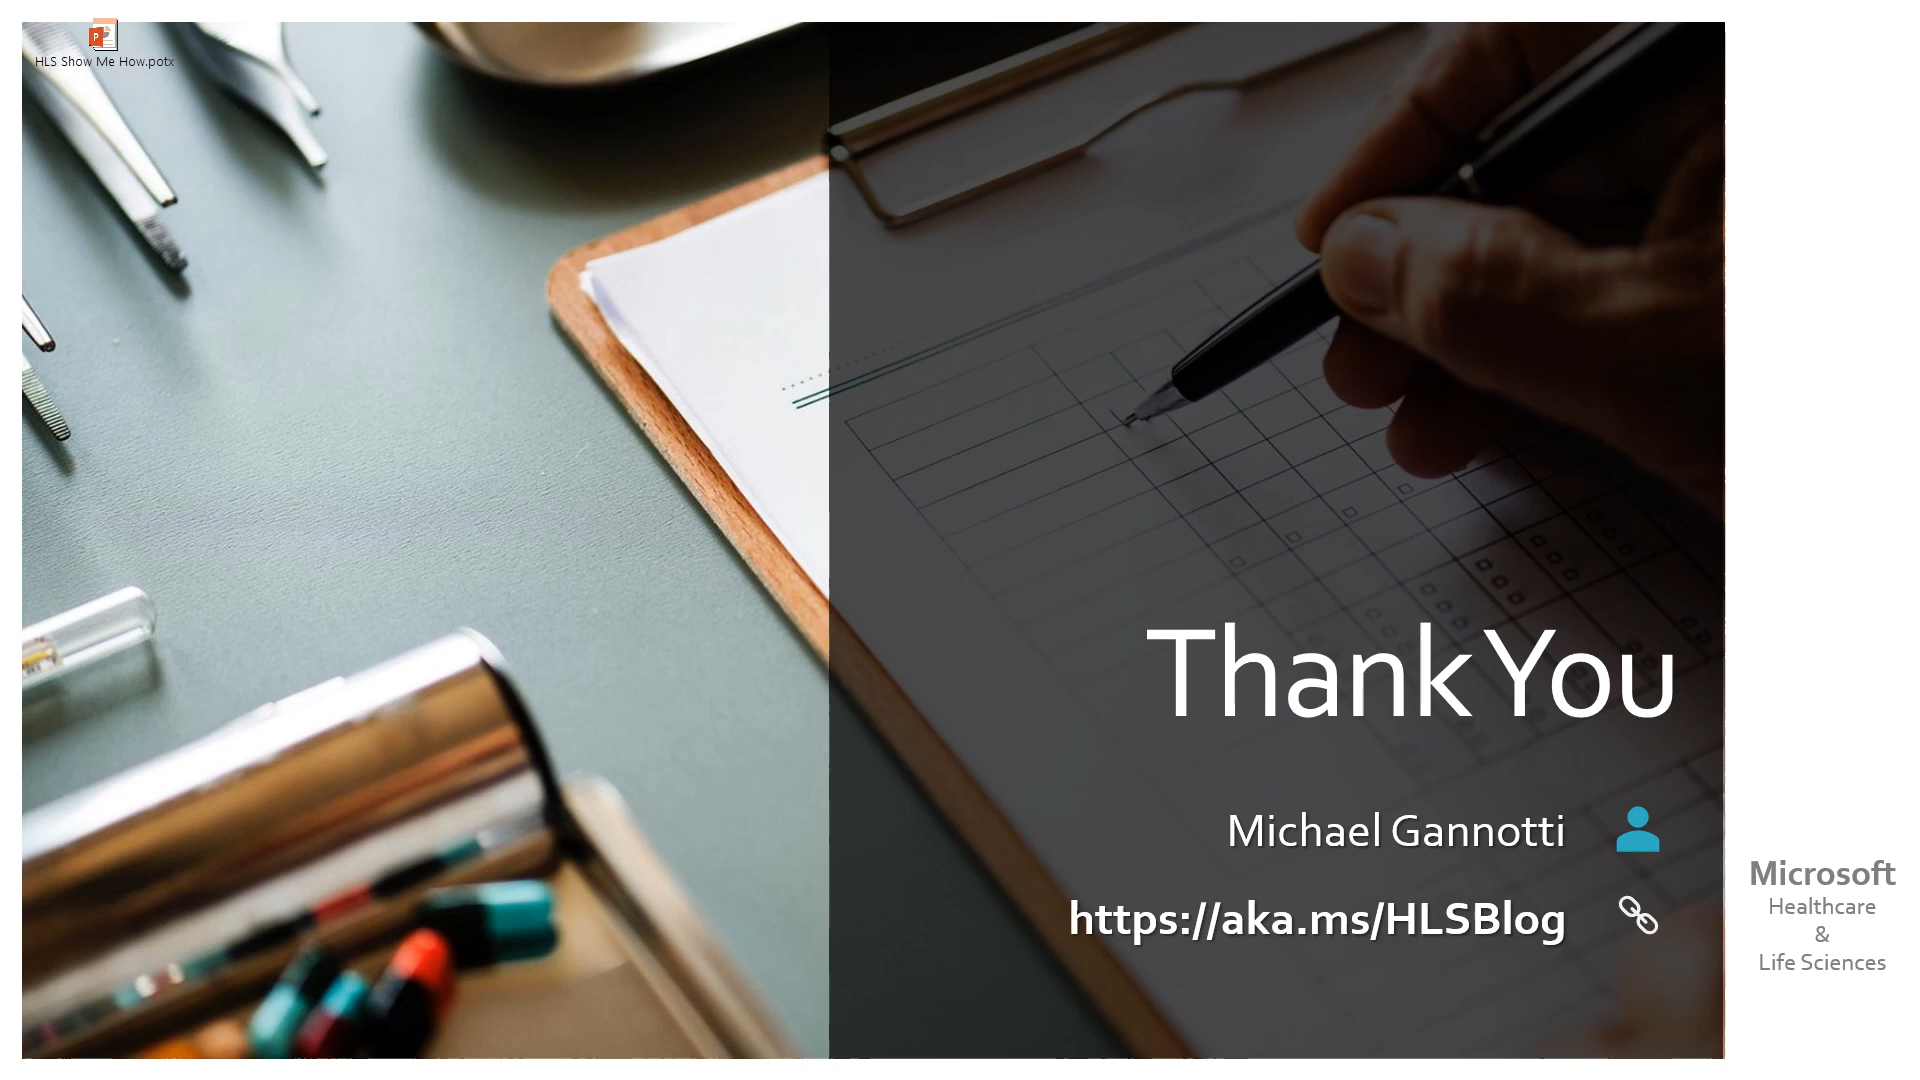 HLS Show Me How.potx
Thank You
Michael Gannotti
https://aka.ms/HLSBlog
Microsoft
Healthcare
&
Life Sciences